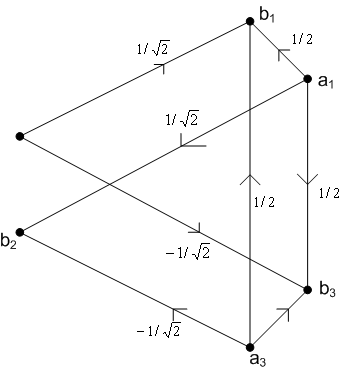 b₁
1/√2
1/2
a₁
1/√2
1/2
1/2
b₂
-1/√2
b₃
-1/√2
a₃